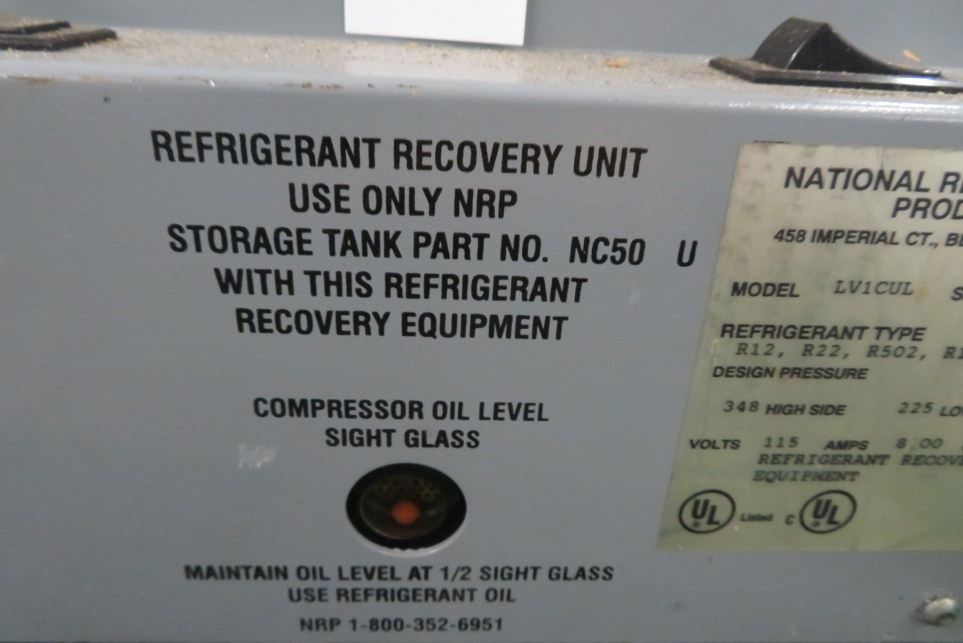 REFRIGERANT RECOVERY UNIT
USE ONLY NRP
STORAGE TANK PART NO. NC50 U
WITH THIS REFRIGERANT
RECOVERY EQUIPMENT
COMPRESSOR OIL LEVEL
SIGHT GLASS
MAINTAIN OIL LEVEL AT 1/2 SIGHT GLASS
USE REFRIGERANT OIL
NRP 1-800-352-6951
NATIONAL
458 IMPERIAL CT.,
MODEL LV1CUL
REFRIGERANT TYPE
R12, R22, R502,
DESIGN PRESSURE
348 HIGH SIDE 225
VOLTS 115 AMPS 8.00
REFRIGERANT
EQUIPMENT
UL Listed C UL